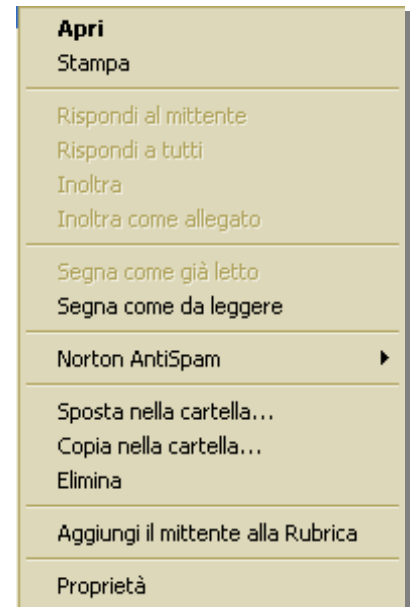 Apri
Stampa
Rispondi al mittente
Rispondi a tutti
Inoltra
Inoltra come allegato
Segna come già letto
Segna come da leggere
Norton AntiSpam
Sposta nella cartella...
Copia nella cartella...
Elimina
Aggiungi il mittente alla Rubrica
Proprietà